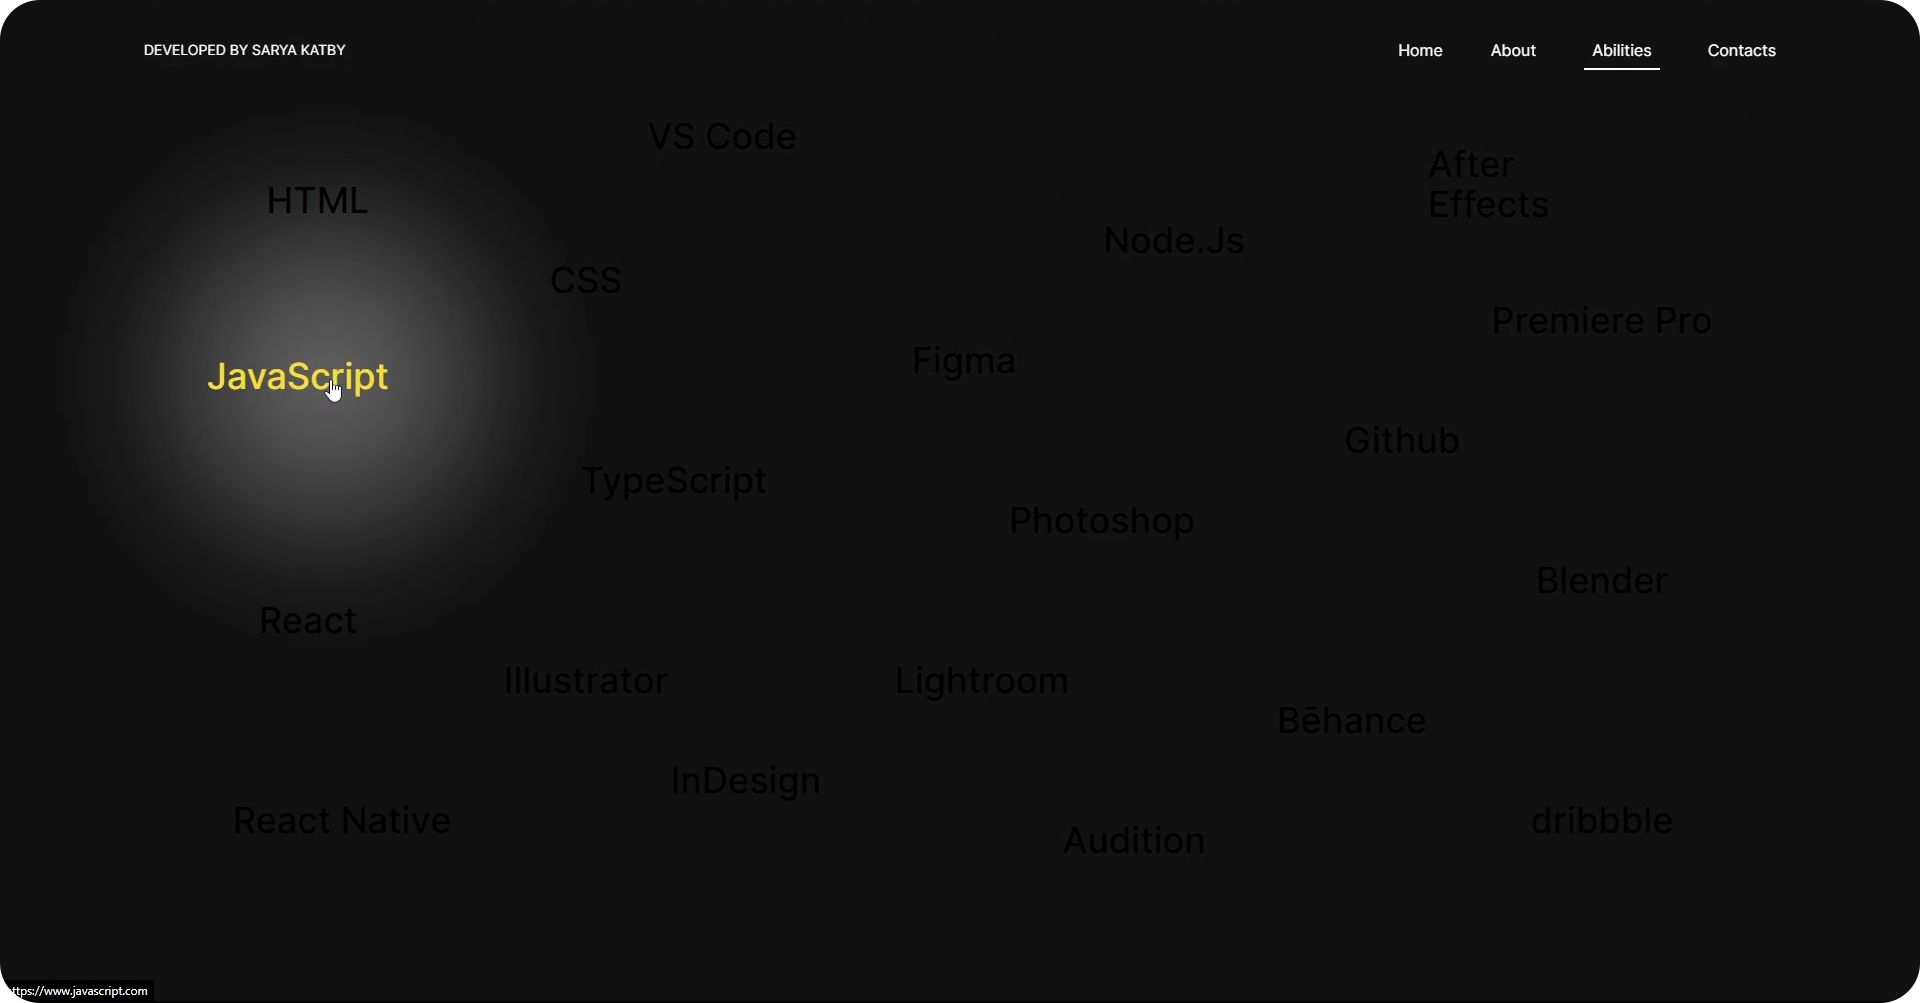 DEVELOPED BY SARYA KATBY
Home
About
Abilities
Contacts
VS Code
After
Effects
HTML
Node.Js
CSS
Premiere Pro
Figma
JavaScript
Github
TypeScript
Photoshop
Blender
React
Illustrator
Lightroom
Bēhance
InDesign
React Native
dribbble
Audition
ttps://www.javascript.com